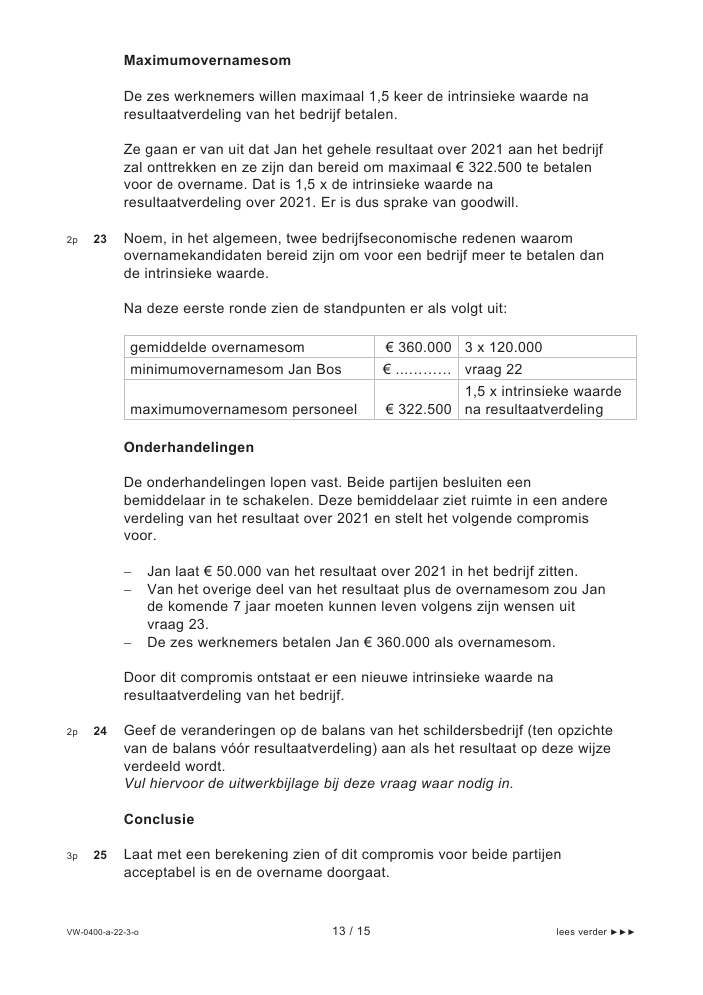 Maximumovernamesom
De zes werknemers willen maximaal 1,5 keer de intrinsieke waarde na
resultaatverdeling van het bedrijf betalen.
Ze gaan er van uit dat Jan het gehele resultaat over 2021 aan het bedrijf
zal onttrekken en ze zijn dan bereid om maximaal € 322.500 te betalen
voor de overname. Dat is 1,5 x de intrinsieke waarde na
resultaatverdeling over 2021. Er is dus sprake van goodwill.
2p 23 Noem, in het algemeen, twee bedrijfseconomische redenen waarom
overnamekandidaten bereid zijn om voor een bedrijf meer te betalen dan
de intrinsieke waarde.
Na deze eerste ronde zien de standpunten er als volgt uit:
gemiddelde overnamesom € 360.000 3 x 120.000
minimumovernamesom Jan Bos € ........... vraag 22
1,5 x intrinsieke waarde
maximumovernamesom personeel € 322.500 na resultaatverdeling
Onderhandelingen
De onderhandelingen lopen vast. Beide partijen besluiten een
bemiddelaar in te schakelen. Deze bemiddelaar ziet ruimte in een andere
verdeling van het resultaat over 2021 en stelt het volgende compromis
voor.
– Jan laat € 50.000 van het resultaat over 2021 in het bedrijf zitten.
– Van het overige deel van het resultaat plus de overnamesom zou Jan
de komende 7 jaar moeten kunnen leven volgens zijn wensen uit
vraag 23.
– De zes werknemers betalen Jan € 360.000 als overnamesom.
Door dit compromis ontstaat er een nieuwe intrinsieke waarde na
resultaatverdeling van het bedrijf.
2p 24 Geef de veranderingen op de balans van het schildersbedrijf (ten opzichte
van de balans vóór resultaatverdeling) aan als het resultaat op deze wijze
verdeeld wordt.
Vul hiervoor de uitwerkbijlage bij deze vraag waar nodig in.
Conclusie
3p 25 Laat met een berekening zien of dit compromis voor beide partijen
acceptabel is en de overname doorgaat.
VW-0400-a-22-3-o 13 / 15 lees verder ►►►